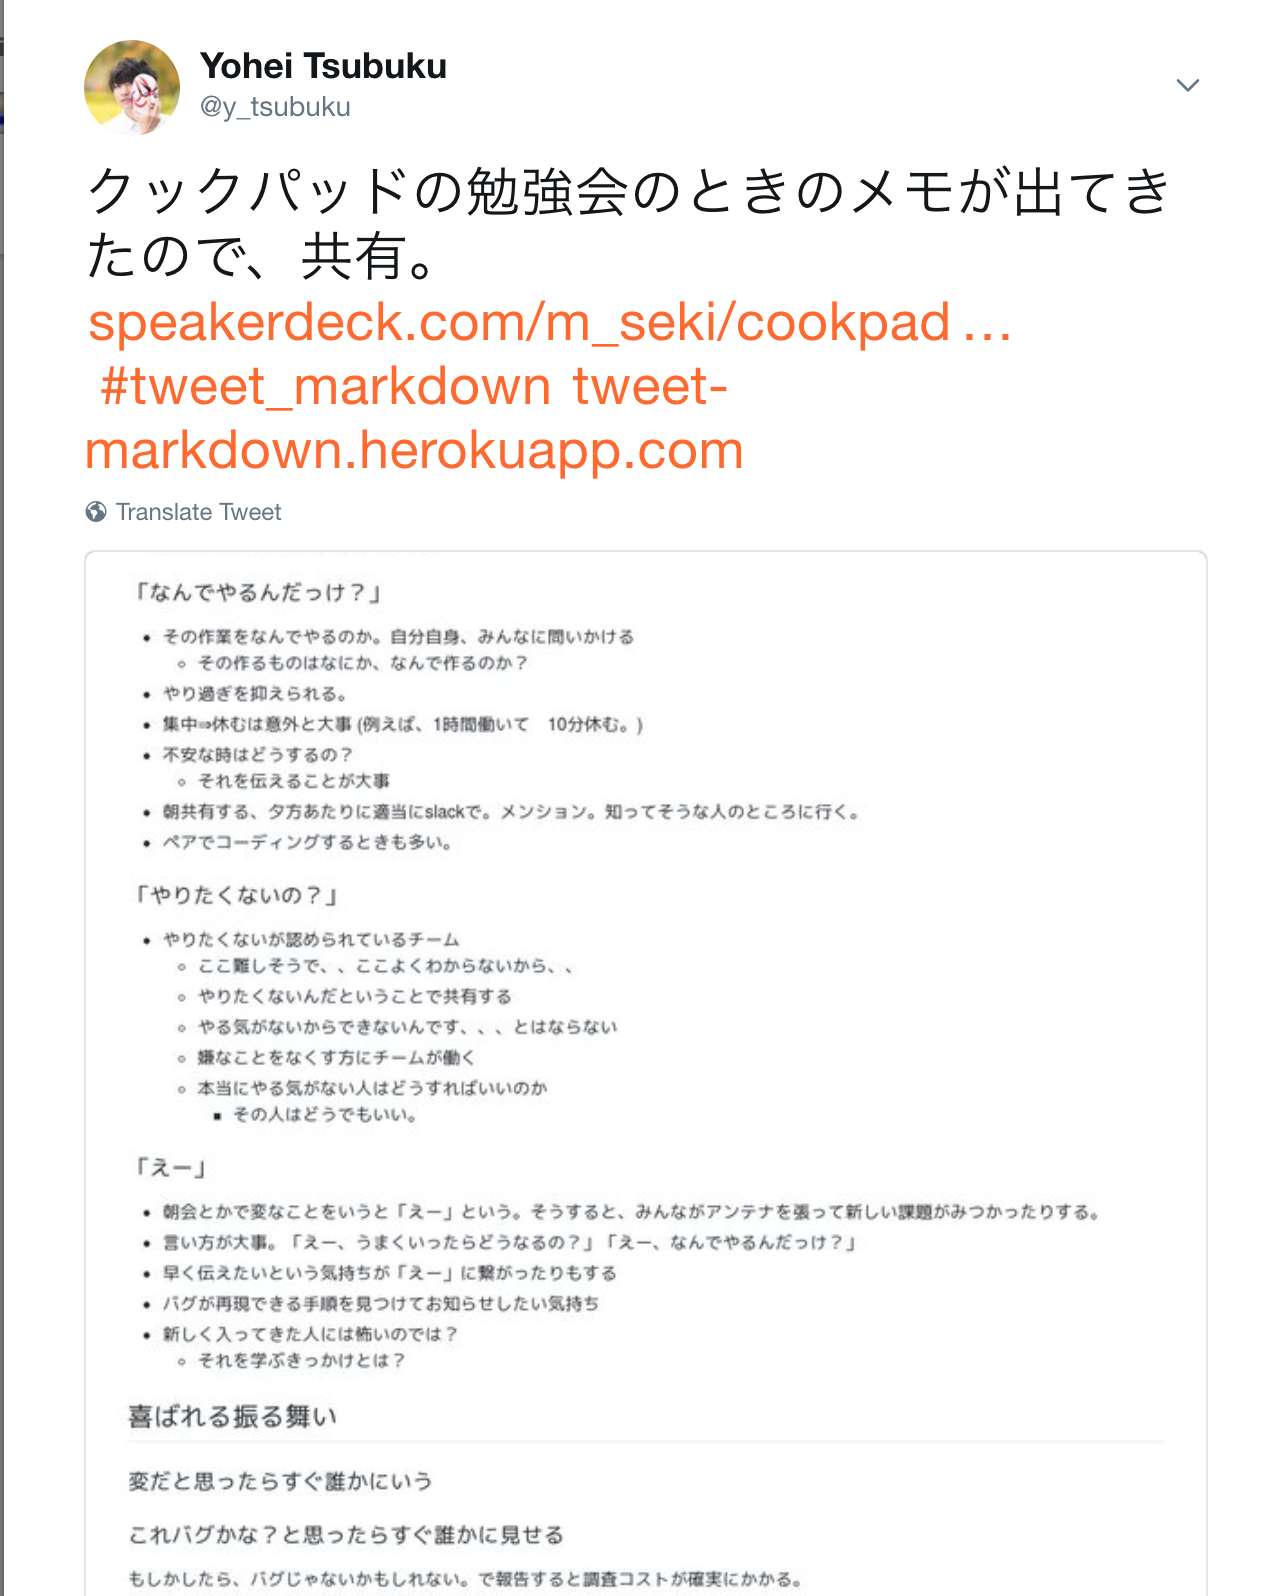 Yohei Tsubuku
@y_tsubuku
クックパッドの勉強会のときのメモが出てき
たので、共有。
speakerdeck.com/m_seki/cookpad …
#tweet_markdown tweet-
markdown.herokuapp.com
Translate Tweet
「なんでやるんだっけ？」
• その作業をなんでやるのか。自分自身、みんなに問いかける
◦ その作るものはなにか、なんで作るのか？
• やり過ぎを抑えられる。
• 集中⇒休むは意外と大事 (例えば、1時間働いて　10分休む。)
• 不安な時はどうするの？
◦ それを伝えることが大事
• 朝共有する、夕方あたりに適当にslackで。メンション。知ってそうな人のところに行く。
• ペアでコーディングするときも多い。
「やりたくないの？」
• やりたくないが認められているチーム
◦ ここ難しそうで、、ここよくわからないから、、
◦ やりたくないんだということで共有する
◦ やる気がないからできないんです、、、とはならない
◦ 嫌なことをなくす方にチームが働く
◦ 本当にやる気がない人はどうすればいいのか
▪ その人はどうでもいい。
「えー」
• 朝会とかで変なことをいうと「えー」という。そうすると、みんながアンテナを張って新しい課題がみつかったりする。
• 言い方が大事。「えー、うまくいったらどうなるの？」「えー、なんでやるんだっけ？」
• 早く伝えたいという気持ちが「えー」に繋がったりもする
• バグが再現できる手順を見つけてお知らせしたい気持ち
• 新しく入ってきた人には怖いのでは？
◦ それを学ぶきっかけとは？
喜ばれる振る舞い
変だと思ったらすぐ誰かにいう
これバグかな？と思ったらすぐ誰かに見せる
もしかしたら、バグじゃないかもしれない。で報告すると調査コストが確実にかかる。